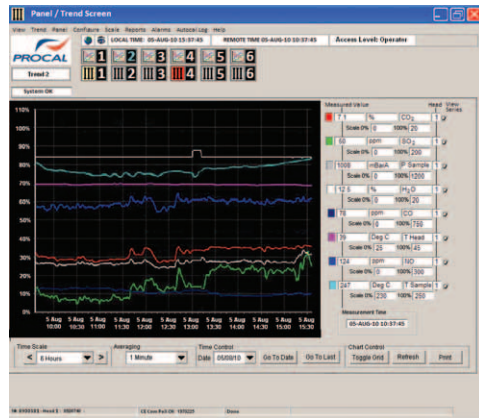 Panel / Trend Screen
View Trend Panel Configure Scale Reports Alarms Autocal Log Help
LOCAL TIME: 05-AUG-10 15:37:45 REMOTE TIME 05-AUG-10 10:37:45 Access Level: Operator
PROCAL
1 2 3 4 5 6
Trend 2
1 2 3 4 5 6
System OK
Measured Value Head View Series
110%
100%
90%
80%
70%
60%
50%
40%
30%
20%
10%
0%
7.1 % CO2 1
Scale 0% 0 100% 20
60 ppm SO2 1
Scale 0% 0 100% 200
1008 mBarA P Sample 1
Scale 0% 0 100% 1200
12.6 % H2O 1
Scale 0% 0 100% 20
78 ppm CO 1
Scale 0% 0 100% 750
39 Deg C T Head 1
Scale 0% 25 100% 45
124 ppm NO 1
Scale 0% 0 100% 300
247 Deg C T Sample 1
Scale 0% 230 100% 250
5 Aug 5 Aug 5 Aug 5 Aug 5 Aug 5 Aug 5 Aug 5 Aug 5 Aug 5 Aug 5 Aug 5 Aug
10:00 10:30 11:00 11:30 12:00 12:30 13:00 13:30 14:00 14:30 15:00 15:30
Measurement Time
05-AUG-10 10:37:45
Time Scale Averaging Time Control Chart Control
< 6 Hours > 1 Minute Date 05/08/10 Go To Date Go To Last Toggle Grid Refresh Print
Demo